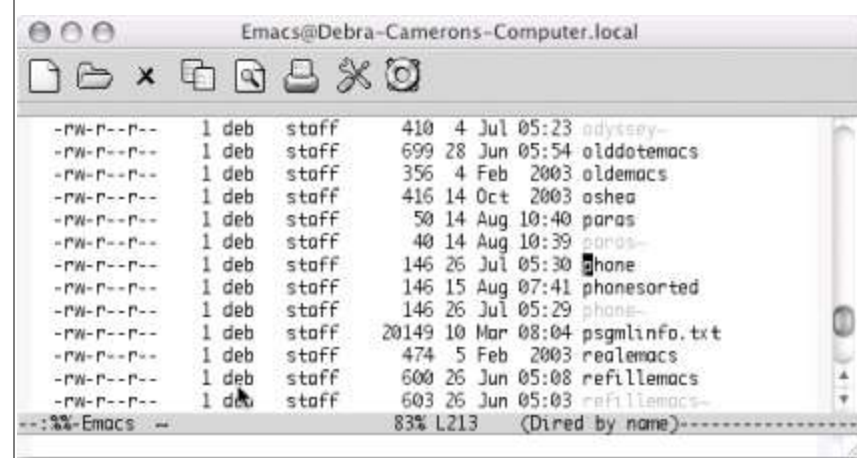 Emacs@Debra-Camerons-Computer.local
-rw-r--r-- 1 deb staff 410 4 Jul 05:23 odyssey~
-rw-r--r-- 1 deb staff 699 28 Jun 05:54 olddotemacs
-rw-r--r-- 1 deb staff 356 4 Feb 2003 oldemacs
-rw-r--r-- 1 deb staff 416 14 Oct 2003 oshea
-rw-r--r-- 1 deb staff 50 14 Aug 10:40 paras
-rw-r--r-- 1 deb staff 40 14 Aug 10:39 paras~
-rw-r--r-- 1 deb staff 146 26 Jul 05:30 phone
-rw-r--r-- 1 deb staff 146 15 Aug 07:41 phonesorted
-rw-r--r-- 1 deb staff 146 26 Jul 05:29 phone~
-rw-r--r-- 1 deb staff 20149 10 Mar 08:04 psgmlinfo.txt
-rw-r--r-- 1 deb staff 474 5 Feb 2003 realemacs
-rw-r--r-- 1 deb staff 600 26 Jun 05:08 refillemacs
-rw-r--r-- 1 deb staff 603 26 Jun 05:03 refillemacs~
--:%%-Emacs ~ 83% L213 (Dired by name)-----------------